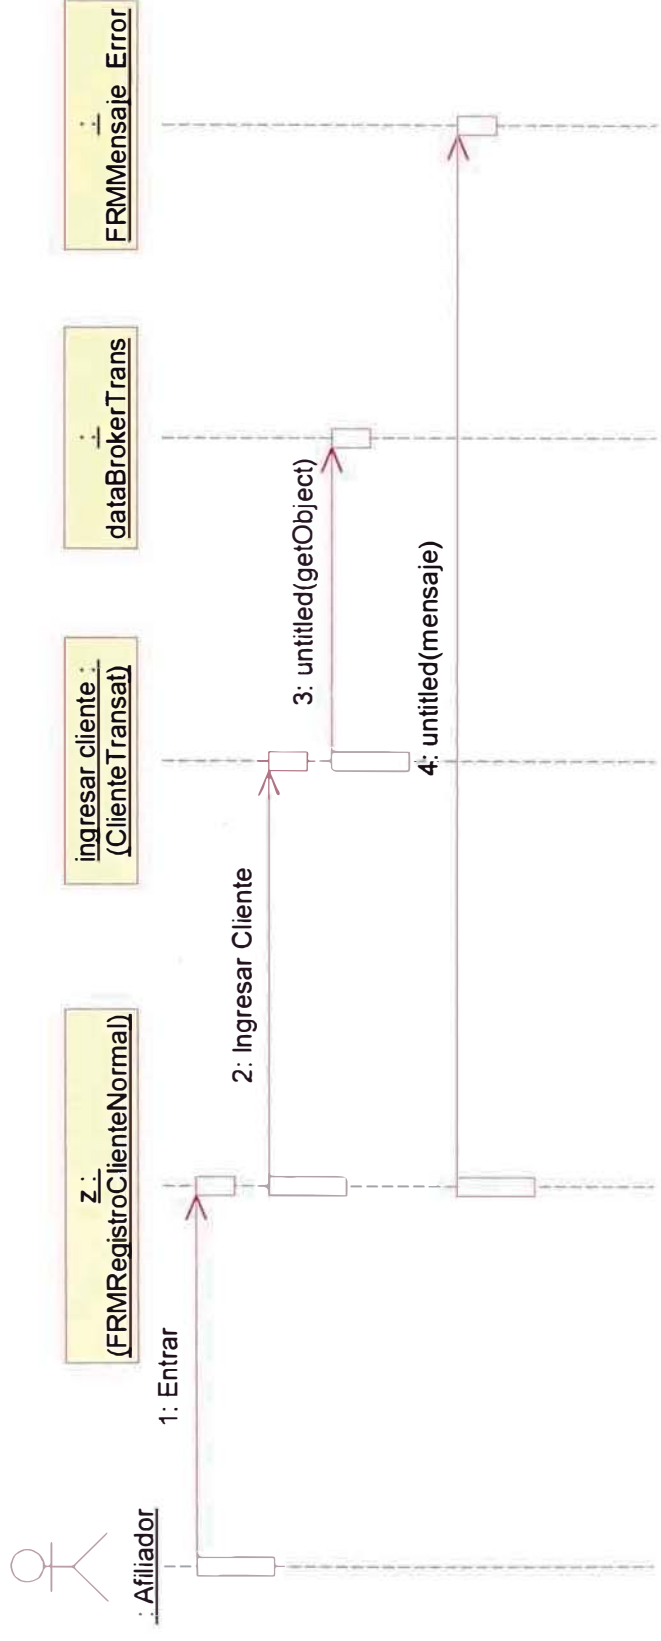 : Afiliador
z :
(FRMRegistroClienteNormal)
ingresar cliente :
(ClienteTransat)
:
dataBrokerTrans
:
FRMMensaje_Error
1: Entrar
2: Ingresar Cliente
3: untitled(getObject)
4: untitled(mensaje)